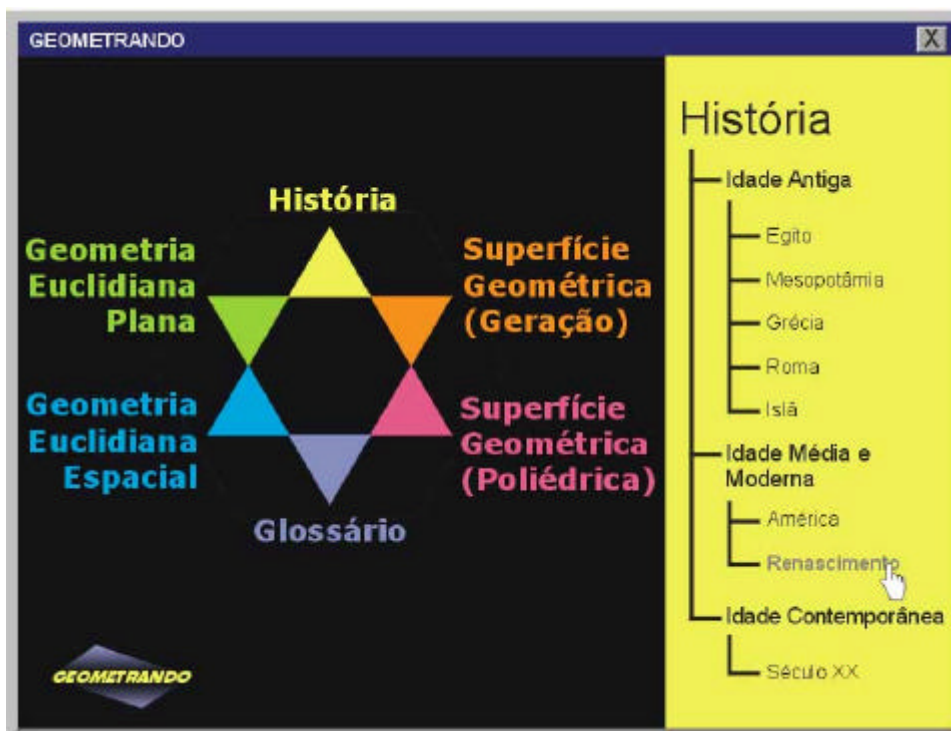 GEOMETRANDO
X
História
Geometria
Euclidiana
Plana
Superfície
Geométrica
(Geração)
Geometria
Euclidiana
Espacial
Superfície
Geométrica
(Poliédrica)
Glossário
GEOMETRANDO
História
Idade Antiga
Egito
Mesopotâmia
Grécia
Roma
Islã
Idade Média e
Moderna
América
Renascimento
Idade Contemporânea
Século XX